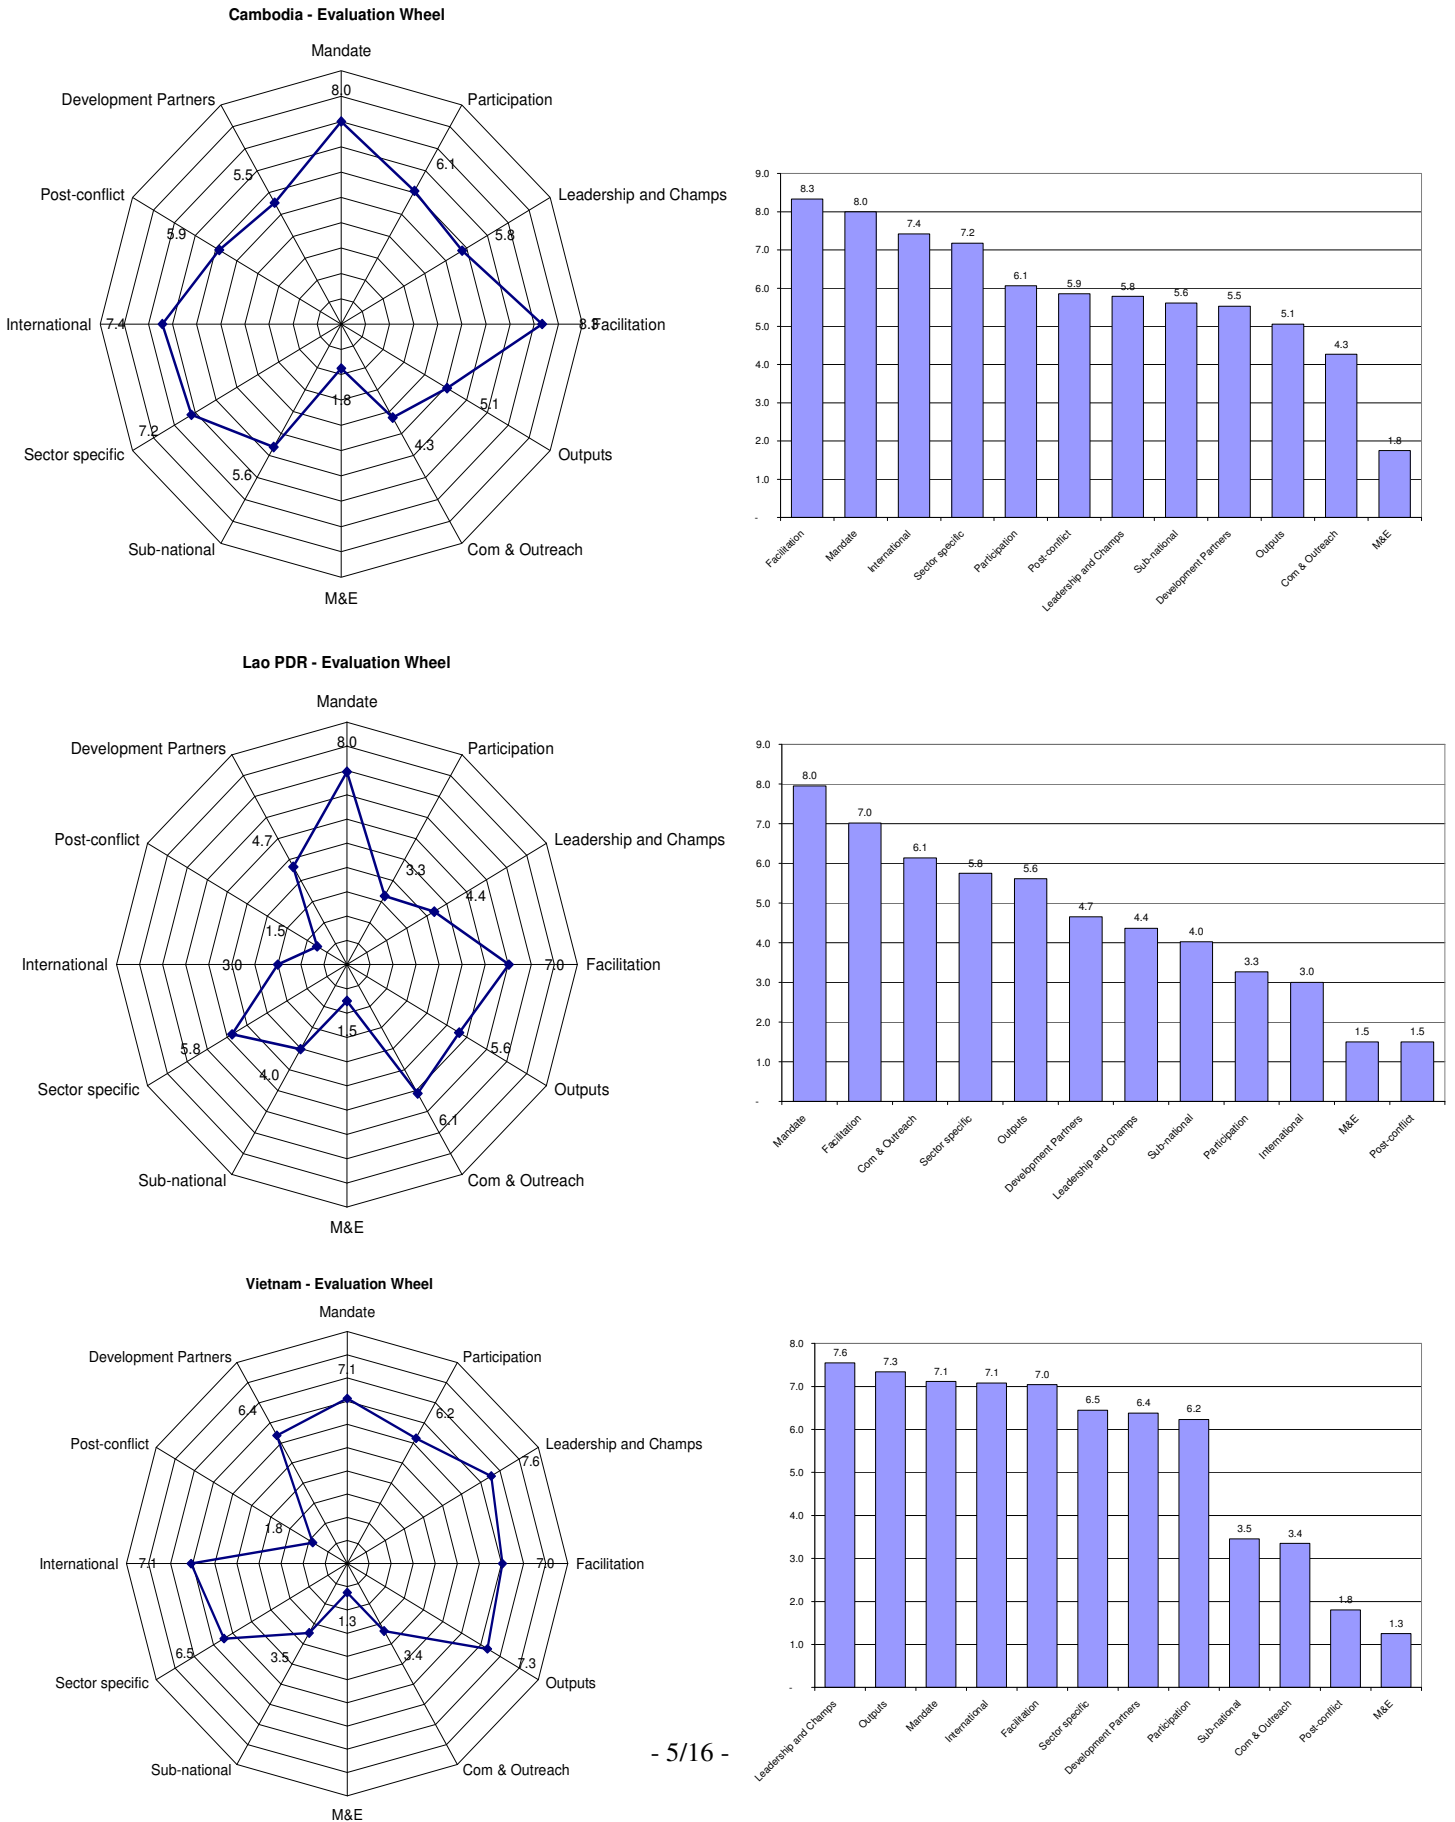 Cambodia - Evaluation Wheel
Mandate
Participation
Leadership and Champs
Facilitation
Outputs
Com & Outreach
M&E
Sub-national
Sector specific
International
Post-conflict
Development Partners
8.0
6.1
5.8
8.3
5.1
4.3
1.8
5.6
7.2
7.4
5.9
5.5
9.0
8.0
7.0
6.0
5.0
4.0
3.0
2.0
1.0
-
8.3
8.0
7.4
7.2
6.1
5.9
5.8
5.6
5.5
5.1
4.3
1.8
Facilitation
Mandate
International
Sector specific
Participation
Post-conflict
Leadership and Champs
Sub-national
Development Partners
Outputs
Com & Outreach
M&E
Lao PDR - Evaluation Wheel
Mandate
Participation
Leadership and Champs
Facilitation
Outputs
Com & Outreach
M&E
Sub-national
Sector specific
International
Post-conflict
Development Partners
8.0
3.3
4.4
7.0
5.6
6.1
1.5
4.0
5.8
3.0
1.5
4.7
9.0
8.0
7.0
6.0
5.0
4.0
3.0
2.0
1.0
-
8.0
7.0
6.1
5.8
5.6
4.7
4.4
4.0
3.3
3.0
1.5
1.5
Mandate
Facilitation
Com & Outreach
Sector specific
Outputs
Development Partners
Leadership and Champs
Sub-national
Participation
International
M&E
Post-conflict
Vietnam - Evaluation Wheel
Mandate
Participation
Leadership and Champs
Facilitation
Outputs
Com & Outreach
M&E
Sub-national
Sector specific
International
Post-conflict
Development Partners
7.1
6.2
7.6
7.0
7.3
3.4
1.3
3.5
6.5
7.1
1.8
6.4
8.0
7.0
6.0
5.0
4.0
3.0
2.0
1.0
-
7.6
7.3
7.1
7.1
7.0
6.5
6.4
6.2
3.5
3.4
1.8
1.3
Leadership and Champs
Outputs
Mandate
International
Facilitation
Sector specific
Development Partners
Participation
Sub-national
Com & Outreach
Post-conflict
M&E
- 5/16 -